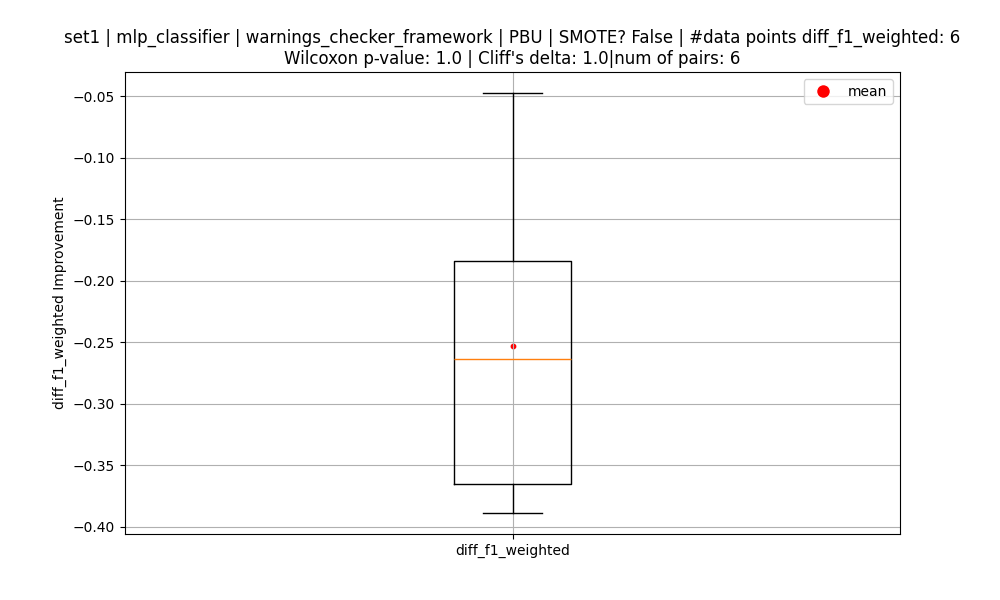 set1 | mlp_classifier | warnings_checker_framework | PBU | SMOTE? False | #data points diff_f1_weighted: 6
Wilcoxon p-value: 1.0 | Cliff's delta: 1.0|num of pairs: 6
mean
−0.05
−0.10
−0.15
−0.20
−0.25
−0.30
−0.35
−0.40
diff_f1_weighted Improvement
diff_f1_weighted